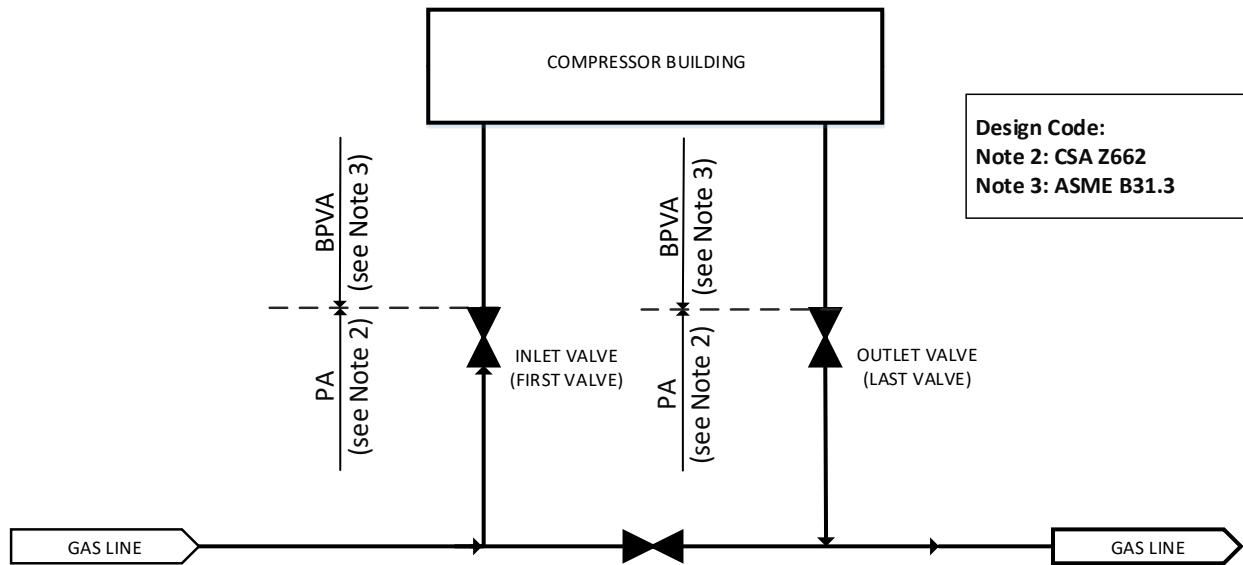 COMPRESSOR BUILDING
Design Code:
Note 2: CSA Z662
Note 3: ASME B31.3
BPVA
(see Note 3)
PA
(see Note 2)
BPVA
(see Note 3)
PA
(see Note 2)
INLET VALVE
(FIRST VALVE)
OUTLET VALVE
(LAST VALVE)
GAS LINE
GAS LINE